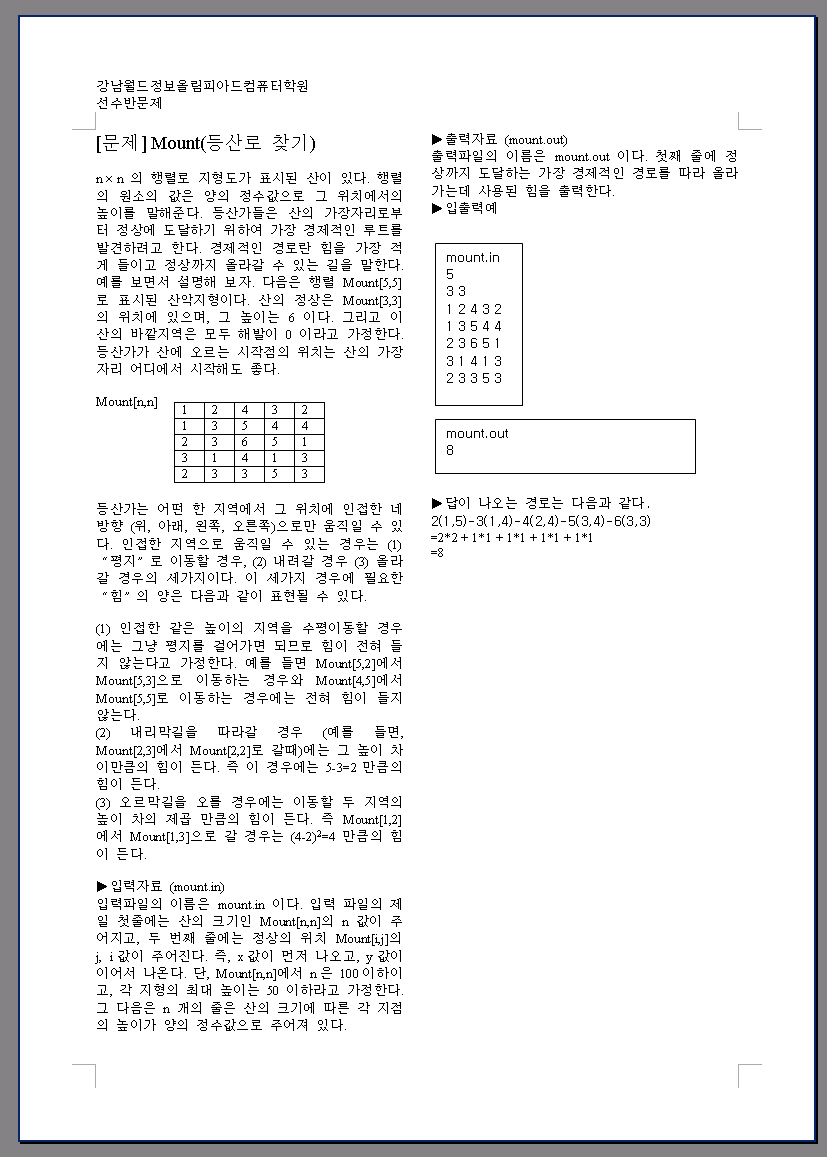 강남월드정보올림피아드컴퓨터학원
선수반문제
[문제] Mount(등산로 찾기)
n×n 의 행렬로 지형도가 표시된 산이 있다. 행렬
의 원소의 값은 양의 정수값으로 그 위치에서의
높이를 말해준다. 등산가들은 산의 가장자리로부
터 정상에 도달하기 위하여 가장 경제적인 루트를
발견하려고 한다. 경제적인 경로란 힘을 가장 적
게 들이고 정상까지 올라갈 수 있는 길을 말한다.
예를 보면서 설명해 보자. 다음은 행렬 Mount[5,5]
로 표시된 산악지형이다. 산의 정상은 Mount[3,3]
의 위치에 있으며, 그 높이는 6 이다. 그리고 이
산의 바깥지역은 모두 해발이 0 이라고 가정한다.
등산가가 산에 오르는 시작점의 위치는 산의 가장
자리 어디에서 시작해도 좋다.
Mount[n,n]
1 2 4 3 2
1 3 5 4 4
2 3 6 5 1
3 1 4 1 3
2 3 3 5 3
등산가는 어떤 한 지역에서 그 위치에 인접한 네
방향 (위, 아래, 왼쪽, 오른쪽)으로만 움직일 수 있
다. 인접한 지역으로 움직일 수 있는 경우는 (1)
“평지”로 이동할 경우, (2) 내려갈 경우 (3) 올라
갈 경우의 세가지이다. 이 세가지 경우에 필요한
“힘”의 양은 다음과 같이 표현될 수 있다.
(1) 인접한 같은 높이의 지역을 수평이동할 경우
에는 그냥 평지를 걸어가면 되므로 힘이 전혀 들
지 않는다고 가정한다. 예를 들면 Mount[5,2]에서
Mount[5,3]으로 이동하는 경우와 Mount[4,5]에서
Mount[5,5]로 이동하는 경우에는 전혀 힘이 들지
않는다.
(2) 내리막길을 따라갈 경우 (예를 들면,
Mount[2,3]에서 Mount[2,2]로 갈때)에는 그 높이 차
이만큼의 힘이 든다. 즉 이 경우에는 5-3=2 만큼의
힘이 든다.
(3) 오르막길을 오를 경우에는 이동할 두 지역의
높이 차의 제곱 만큼의 힘이 든다. 즉 Mount[1,2]
에서 Mount[1,3]으로 갈 경우는 (4-2)²=4 만큼의 힘
이 든다.
▶입력자료 (mount.in)
입력파일의 이름은 mount.in 이다. 입력 파일의 제
일 첫줄에는 산의 크기인 Mount[n,n]의 n 값이 주
어지고, 두 번째 줄에는 정상의 위치 Mount[i,j]의
j, i 값이 주어진다. 즉, x 값이 먼저 나오고, y 값이
이어서 나온다. 단, Mount[n,n]에서 n 은 100 이하이
고, 각 지형의 최대 높이는 50 이하라고 가정한다.
그 다음은 n 개의 줄은 산의 크기에 따른 각 지점
의 높이가 양의 정수값으로 주어져 있다.
▶출력자료 (mount.out)
출력파일의 이름은 mount.out 이다. 첫째 줄에 정
상까지 도달하는 가장 경제적인 경로를 따라 올라
가는데 사용된 힘을 출력한다.
▶입출력예
mount.in
5
3 3
1 2 4 3 2
1 3 5 4 4
2 3 6 5 1
3 1 4 1 3
2 3 3 5 3
mount.out
8
▶답이 나오는 경로는 다음과 같다.
2(1,5)-3(1,4)-4(2,4)-5(3,4)-6(3,3)
=2*2 + 1*1 + 1*1 + 1*1 + 1*1
=8